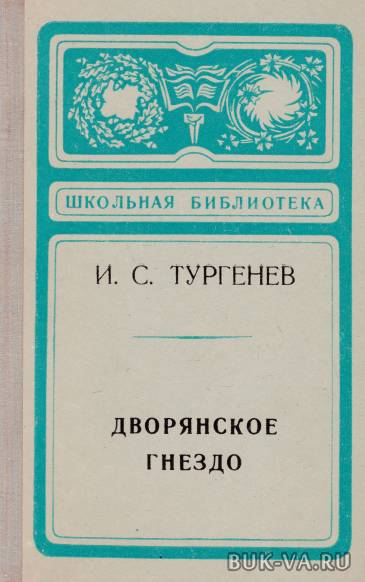 ШКОЛЬНАЯ БИБЛИОТЕКА
И. С. ТУРГЕНЕВ
ДВОРЯНСКОЕ
ГНЕЗДО
BUK-VA.RU